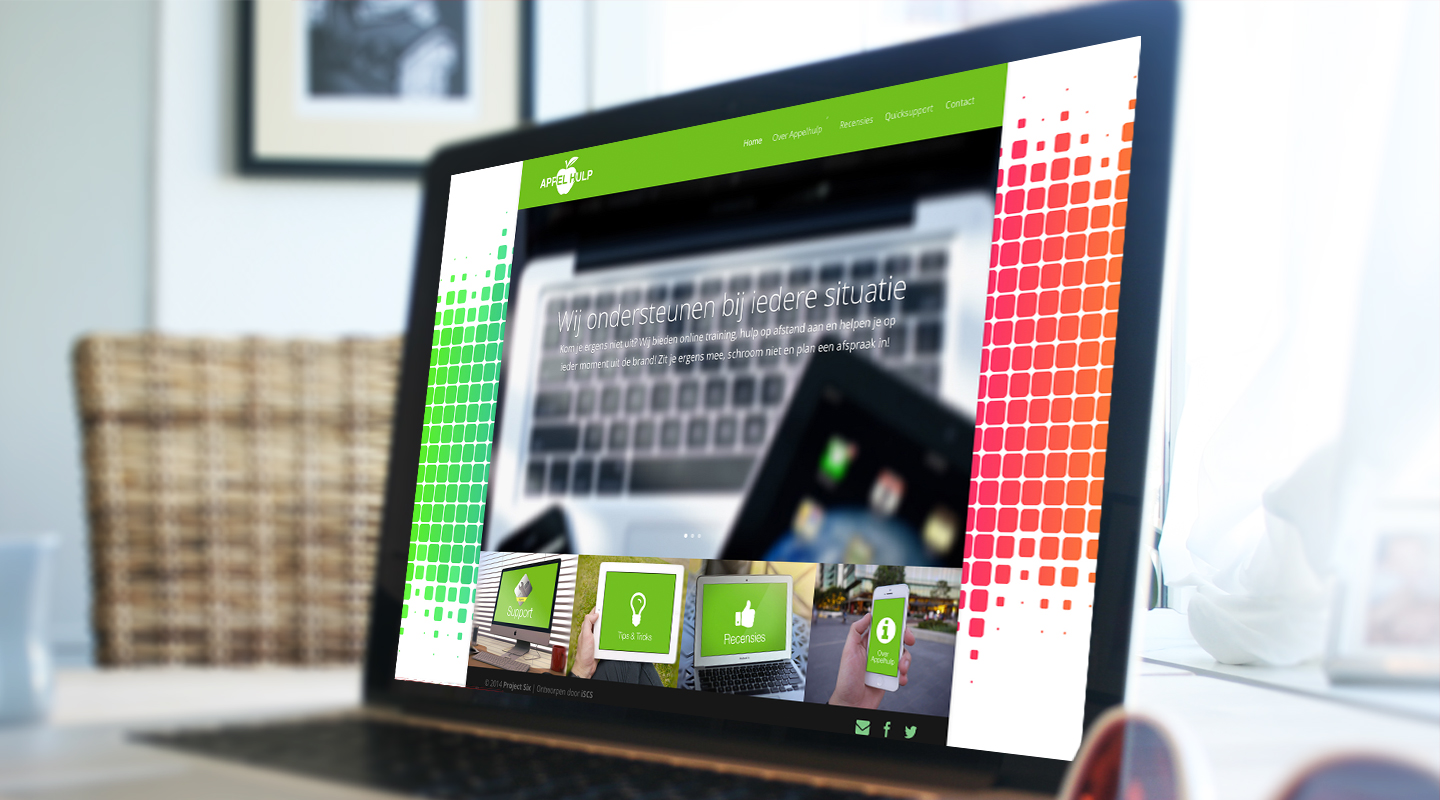 APPEL HULP
Home Over Appelhulp Recensies Quicksupport Contact
Wij ondersteunen bij iedere situatie
Kom je ergens niet uit? Wij bieden online training, hulp op afstand aan en helpen je op
ieder moment uit de brand! Zit je ergens mee, schroom niet en plan een afspraak in!
Support
Tips & Tricks
Recensies
Over
Appelhulp
© 2014 Project Six | Ontworpen door iSCS